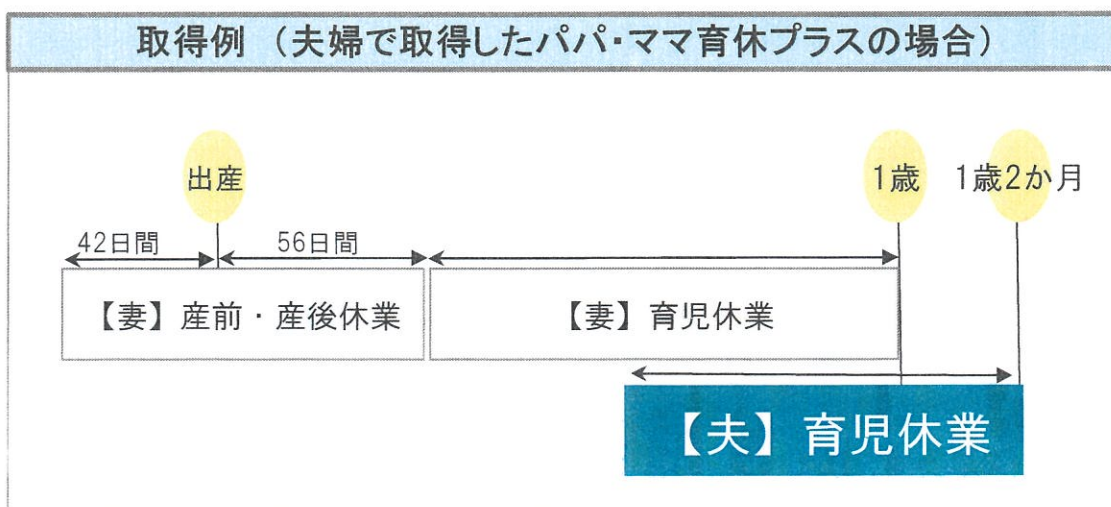 取得例（夫婦で取得したパパ・ママ育休プラスの場合）
出産
1歳
1歳2か月
42日間
56日間
【妻】産前・産後休業
【妻】育児休業
【夫】育児休業